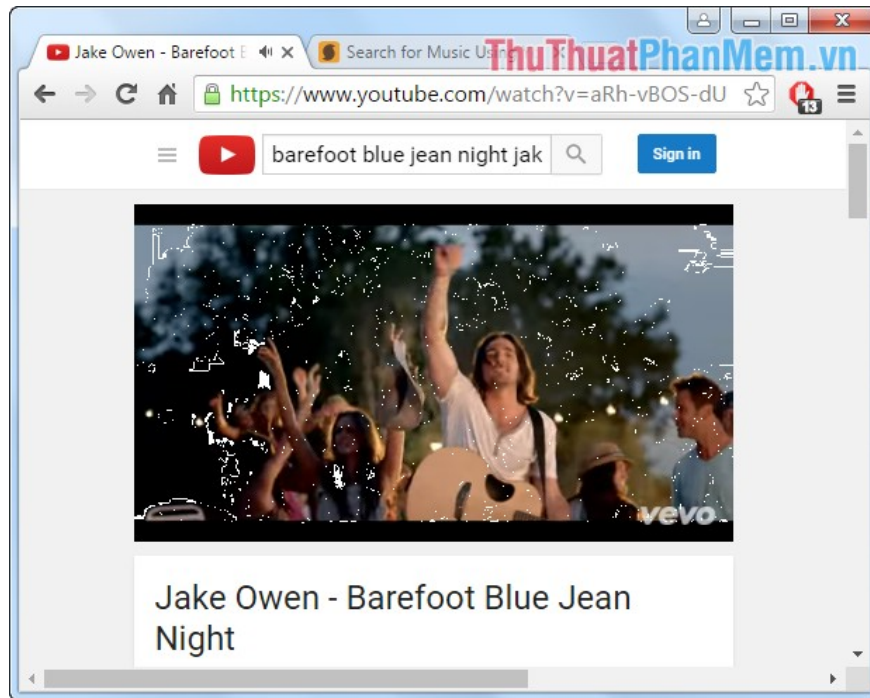 Jake Owen - Barefoot B
Search for Music Using
ThuThuatPhanMem.vn
https://www.youtube.com/watch?v=aRh-vBOS-dU
13
barefoot blue jean night jak
Sign in
vevo
Jake Owen - Barefoot Blue Jean
Night